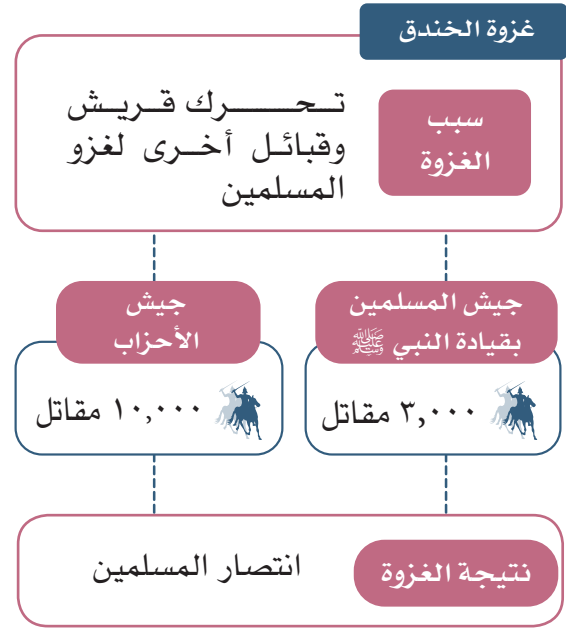 غزوة الخندق
سبب
الغزوة
تحرك قريش
وقبائل أخرى لغزو
المسلمين
جيش المسلمين
بقيادة النبي ﷺ
٣,٠٠٠ مقاتل
جيش
الأحزاب
١٠,٠٠٠ مقاتل
نتيجة الغزوة
انتصار المسلمين